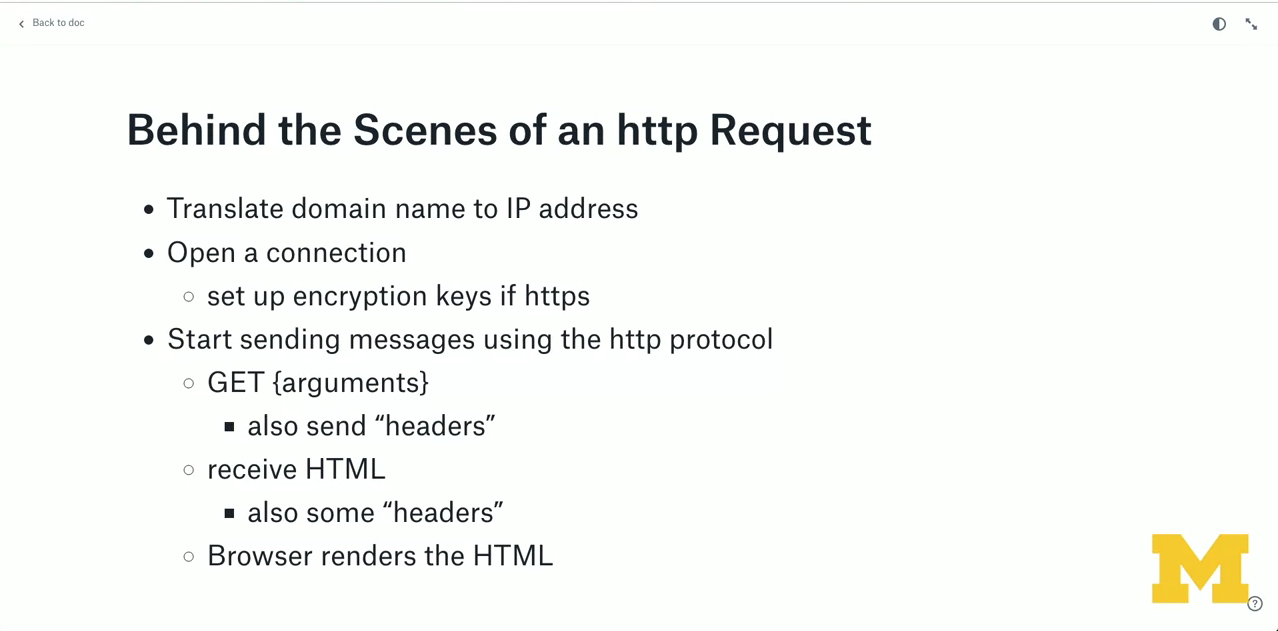 Back to doc
Behind the Scenes of an http Request
Translate domain name to IP address
Open a connection
set up encryption keys if https
Start sending messages using the http protocol
GET {arguments}
also send “headers”
receive HTML
also some “headers”
Browser renders the HTML
M
?